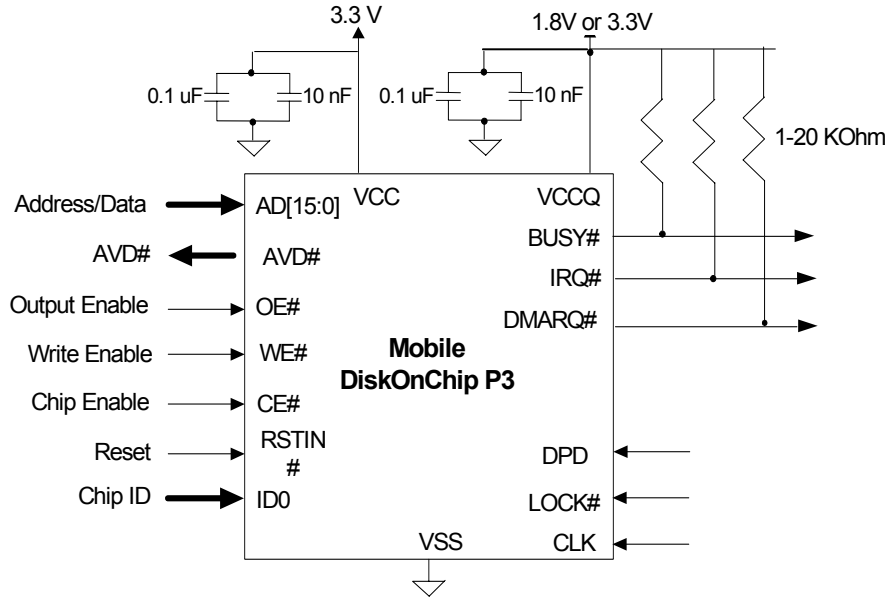 3.3 V
1.8V or 3.3V
0.1 uF
10 nF
0.1 uF
10 nF
1-20 KOhm
Address/Data
AD[15:0]
VCC
VCCQ
BUSY#
AVD#
AVD#
IRQ#
Output Enable
OE#
DMARQ#
Write Enable
WE#
Mobile
DiskOnChip P3
Chip Enable
CE#
Reset
RSTIN
#
DPD
Chip ID
ID0
LOCK#
VSS
CLK